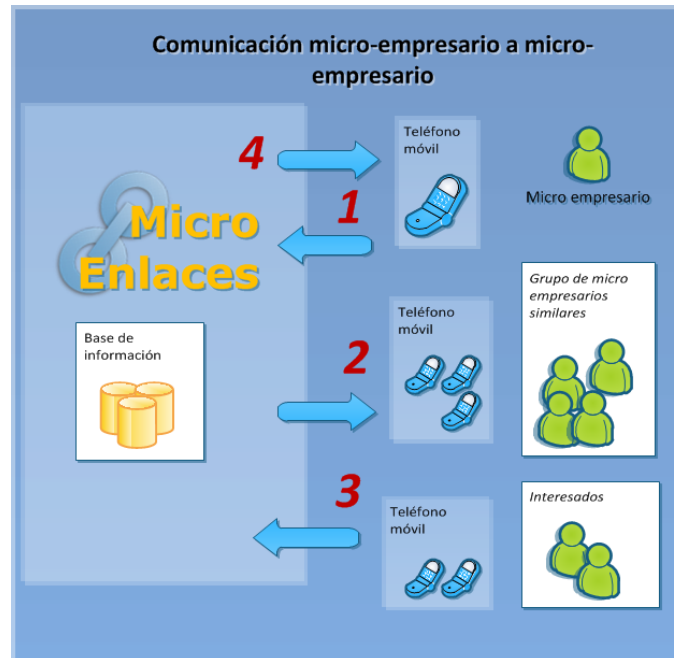 Comunicación micro-empresario a micro-
empresario
4
Teléfono
móvil
Micro empresario
1
Micro
Enlaces
Base de
información
2
Teléfono
móvil
Grupo de micro
empresarios
similares
3
Teléfono
móvil
Interesados